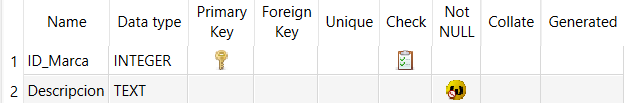 Name Data type Primary Key Foreign Key Unique Check Not NULL Collate Generated
1 ID_Marca INTEGER
2 Descripcion TEXT